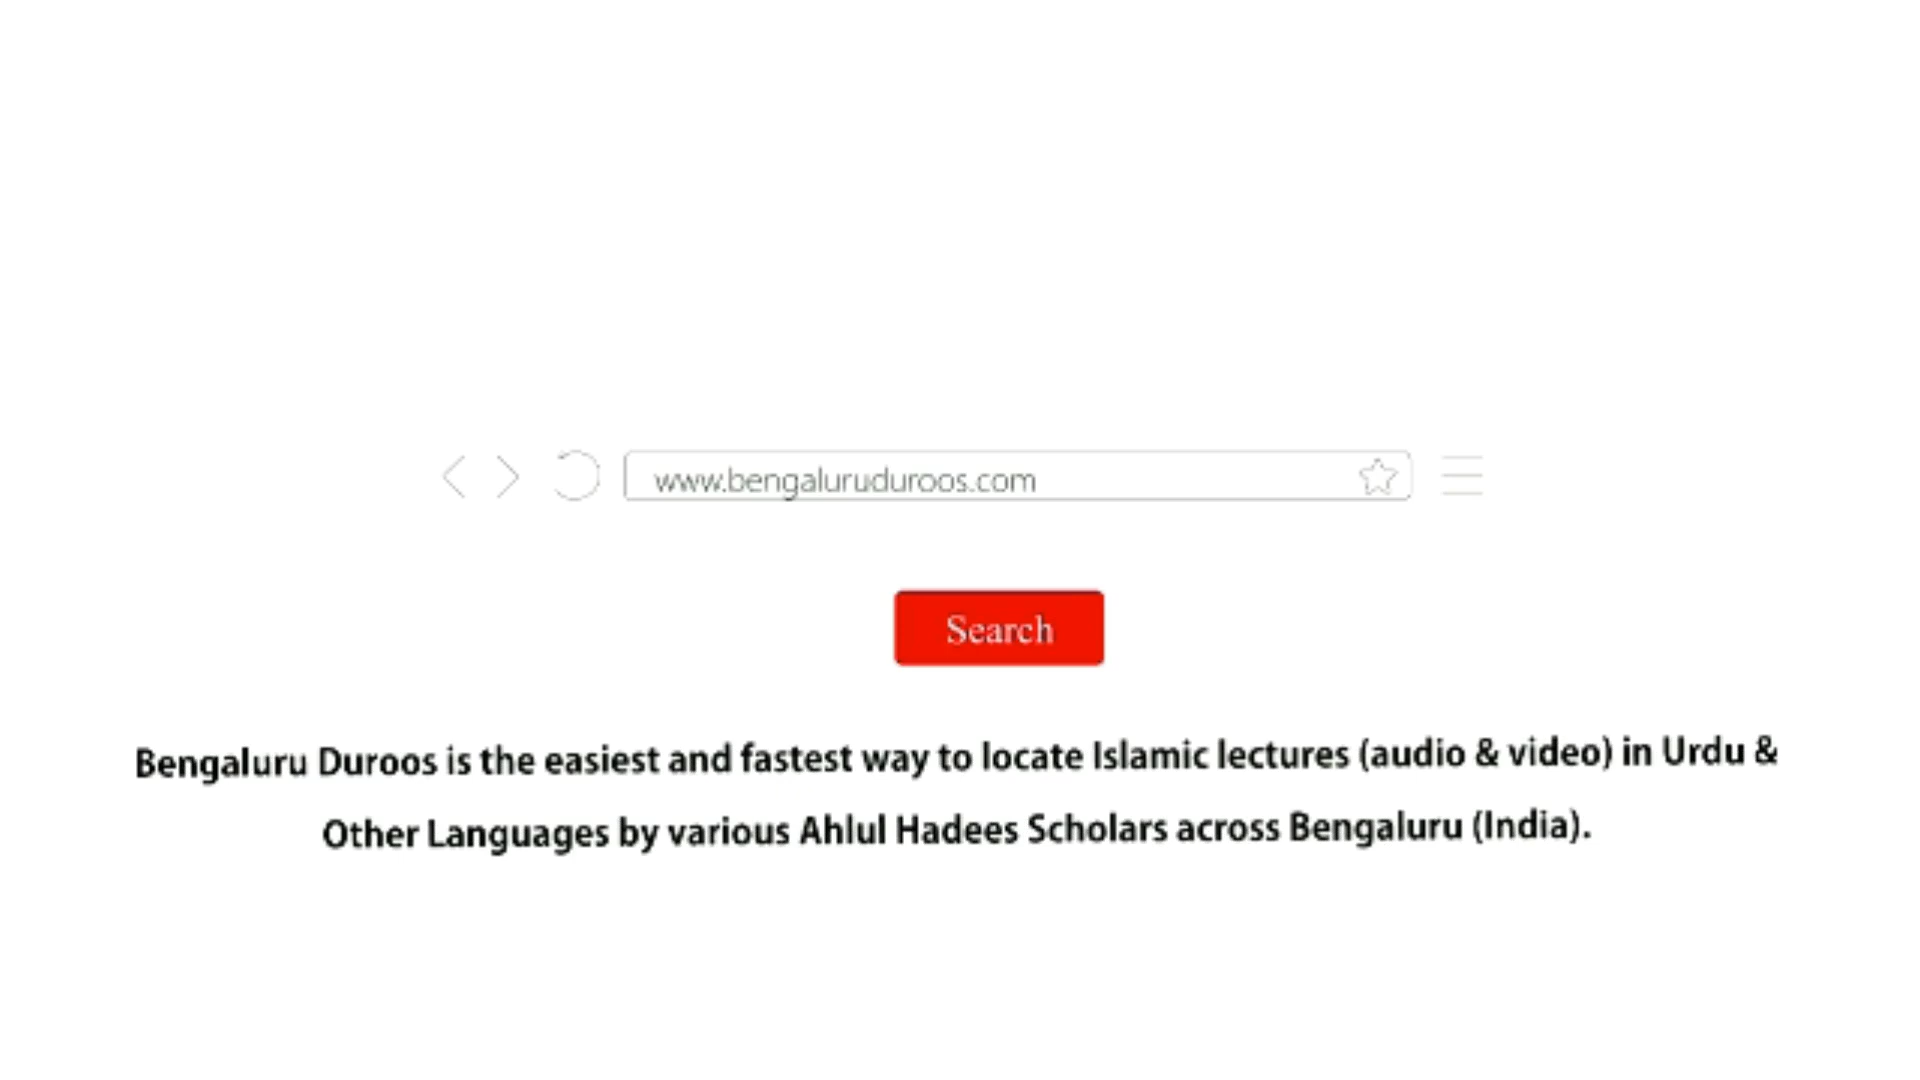 www.bengaluruduroos.com
Search
Bengaluru Duroos is the easiest and fastest way to locate Islamic lectures (audio & video) in Urdu &
Other Languages by various Ahlul Hadees Scholars across Bengaluru (India).